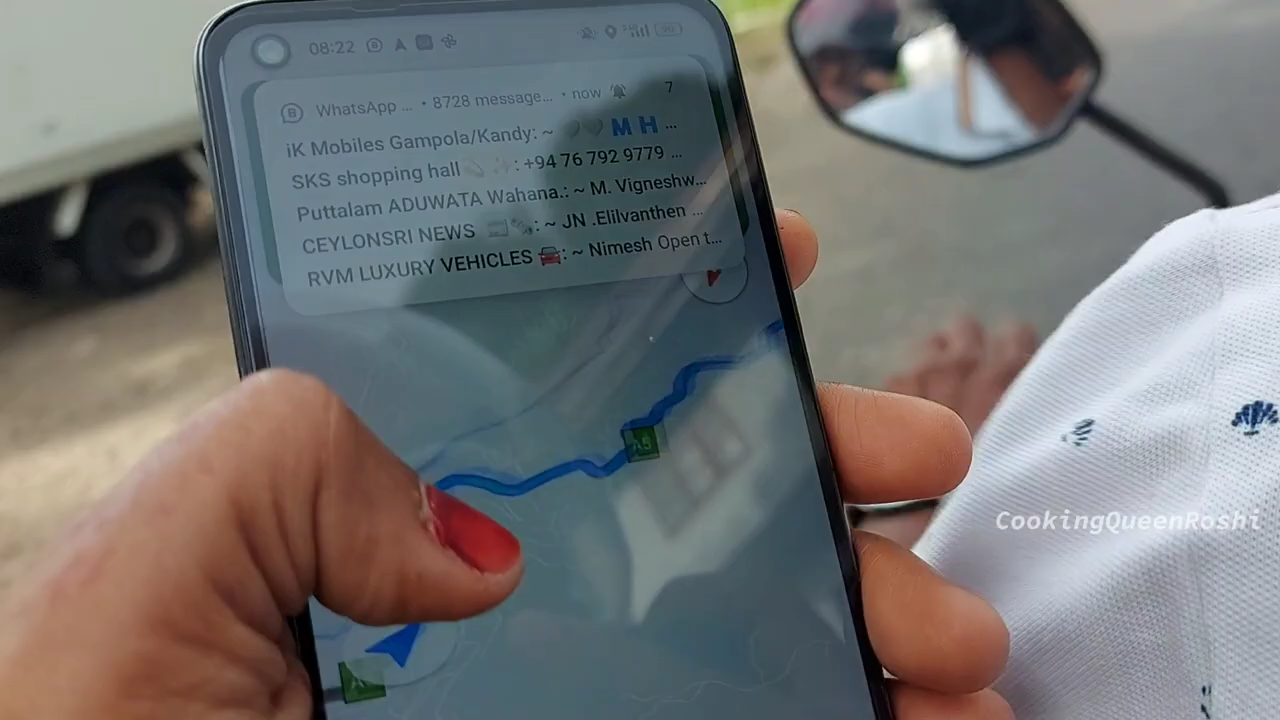 08:22
WhatsApp ... • 8728 message... • now 7
iK Mobiles Gampola/Kandy: ~ 🤍🤍 M H ...
SKS shopping hall💫 ✨: +94 76 792 9779 ...
Puttalam ADUWATA Wahana.: ~ M. Vigneshw...
CEYLONSRI NEWS 📰🗞️: ~ JN .Elilvanthen ...
RVM LUXURY VEHICLES 🚘: ~ Nimesh Open t...
A5
CookingQueenRoshi